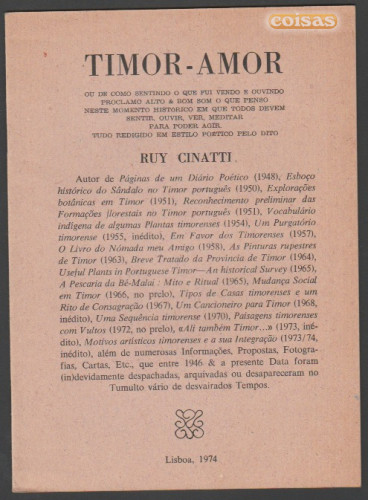 coisas
TIMOR-AMOR
OU DE COMO SENTINDO O QUE FUI VENDO E OUVINDO
PROCLAMO ALTO & BOM SOM O QUE PENSO
NESTE MOMENTO HISTÓRICO EM QUE TODOS DEVEM
SENTIR, OUVIR, VER, MEDITAR
PARA PODER AGIR.
TUDO REDIGIDO EM ESTILO POÉTICO PELO DITO
RUY CINATTI.
Autor de Páginas de um Diário Poético (1948), Esboço
histórico do Sândalo no Timor português (1950), Explorações
botânicas em Timor (1951), Reconhecimento preliminar das
Formações florestais no Timor português (1951), Vocabulário
indígena de algumas Plantas timorenses (1954), Um Purgatório
timorense (1955, inédito), Em Favor dos Timorenses (1957),
O Livro do Nómada meu Amigo (1958), As Pinturas rupestres
de Timor (1963), Breve Tratado da Província de Timor (1964),
Useful Plants in Portuguese Timor—An historical Survey (1965),
A Pescaria da Bé-Malai: Mito e Ritual (1965), Mudança Social
em Timor (1966, no prelo), Tipos de Casas timorenses e um
Rito de Consagração (1967), Um Cancioneiro para Timor (1968,
inédito), Uma Sequência timorense (1970), Paisagens timorenses
com Vultos (1972, no prelo), «Ali também Timor...» (1973, iné-
dito), Motivos artísticos timorenses e a sua Integração (1973/74,
inédito), além de numerosas Informações, Propostas, Fotogra-
fias, Cartas, Etc., que entre 1946 & a presente Data foram
(in)devidamente despachadas, arquivadas ou desapareceram no
Tumulto vário de desvairados Tempos.
Lisboa, 1974